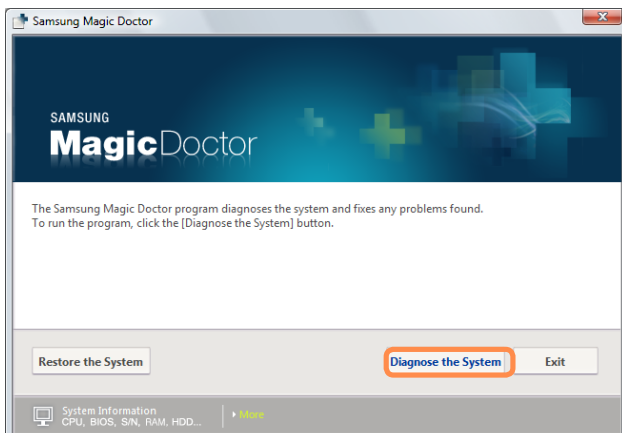 Samsung Magic Doctor
SAMSUNG
MagicDoctor
The Samsung Magic Doctor program diagnoses the system and fixes any problems found.
To run the program, click the [Diagnose the System] button.
Restore the System
Diagnose the System
Exit
System Information
CPU, BIOS, S/N, RAM, HDD...
More